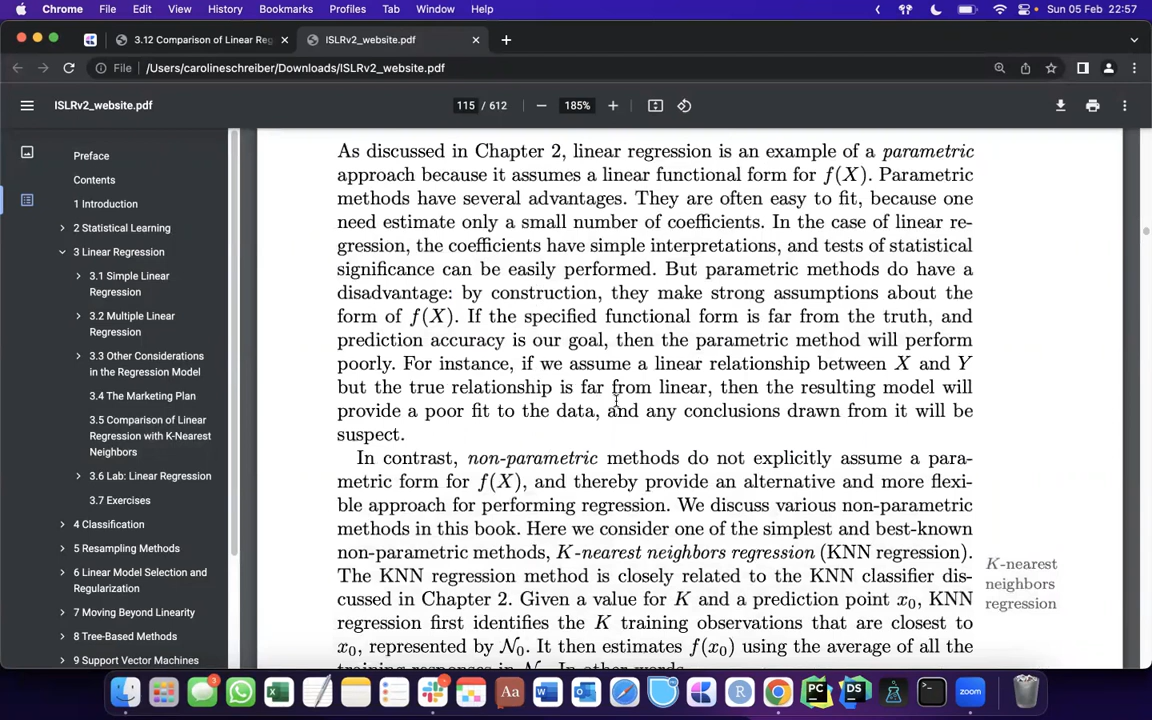 Chrome File Edit View History Bookmarks Profiles Tab Window Help Sun 05 Feb 22:57
3.12 Comparison of Linear Reg
ISLRv2_website.pdf
File /Users/carolineschreiber/Downloads/ISLRv2_website.pdf
ISLRv2_website.pdf
115 / 612
185%
Preface
Contents
1 Introduction
2 Statistical Learning
3 Linear Regression
3.1 Simple Linear
Regression
3.2 Multiple Linear
Regression
3.3 Other Considerations
in the Regression Model
3.4 The Marketing Plan
3.5 Comparison of Linear
Regression with K-Nearest
Neighbors
3.6 Lab: Linear Regression
3.7 Exercises
4 Classification
5 Resampling Methods
6 Linear Model Selection and
Regularization
7 Moving Beyond Linearity
8 Tree-Based Methods
9 Support Vector Machines
As discussed in Chapter 2, linear regression is an example of a parametric
approach because it assumes a linear functional form for f(X). Parametric
methods have several advantages. They are often easy to fit, because one
need estimate only a small number of coefficients. In the case of linear re-
gression, the coefficients have simple interpretations, and tests of statistical
significance can be easily performed. But parametric methods do have a
disadvantage: by construction, they make strong assumptions about the
form of f(X). If the specified functional form is far from the truth, and
prediction accuracy is our goal, then the parametric method will perform
poorly. For instance, if we assume a linear relationship between X and Y
but the true relationship is far from linear, then the resulting model will
provide a poor fit to the data, and any conclusions drawn from it will be
suspect.
In contrast, non-parametric methods do not explicitly assume a para-
metric form for f(X), and thereby provide an alternative and more flexi-
ble approach for performing regression. We discuss various non-parametric
methods in this book. Here we consider one of the simplest and best-known
non-parametric methods, K-nearest neighbors regression (KNN regression).
The KNN regression method is closely related to the KNN classifier dis-
cussed in Chapter 2. Given a value for K and a prediction point x₀, KNN
regression first identifies the K training observations that are closest to
x₀, represented by 𝒩₀. It then estimates f(x₀) using the average of all the
training responses in 𝒩₀. In other words,
K-nearest
neighbors
regression
Aa
PC
DS
zoom